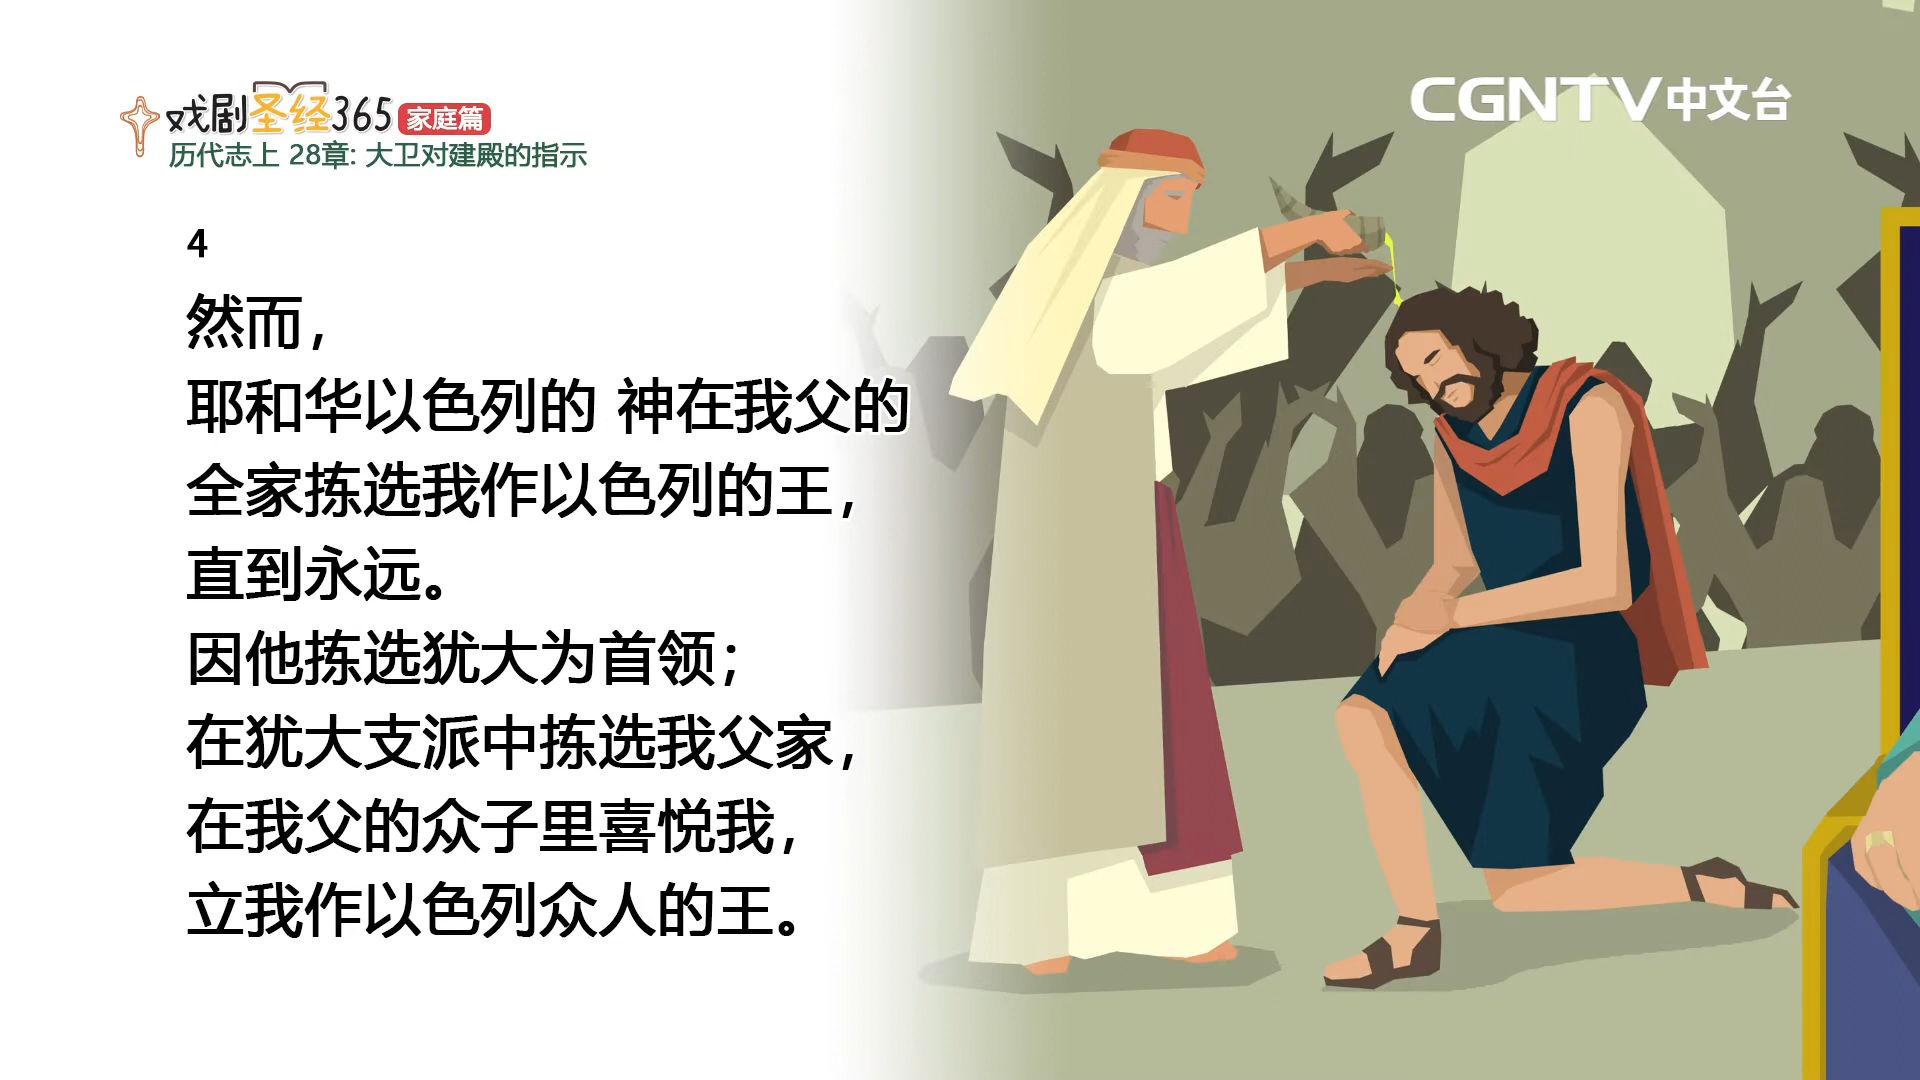 戏剧圣经365 家庭篇
历代志上 28章: 大卫对建殿的指示
CGNTV中文台
4
然而，
耶和华以色列的 神在我父的
全家拣选我作以色列的王，
直到永远。
因他拣选犹大为首领；
在犹大支派中拣选我父家，
在我父的众子里喜悦我，
立我作以色列众人的王。